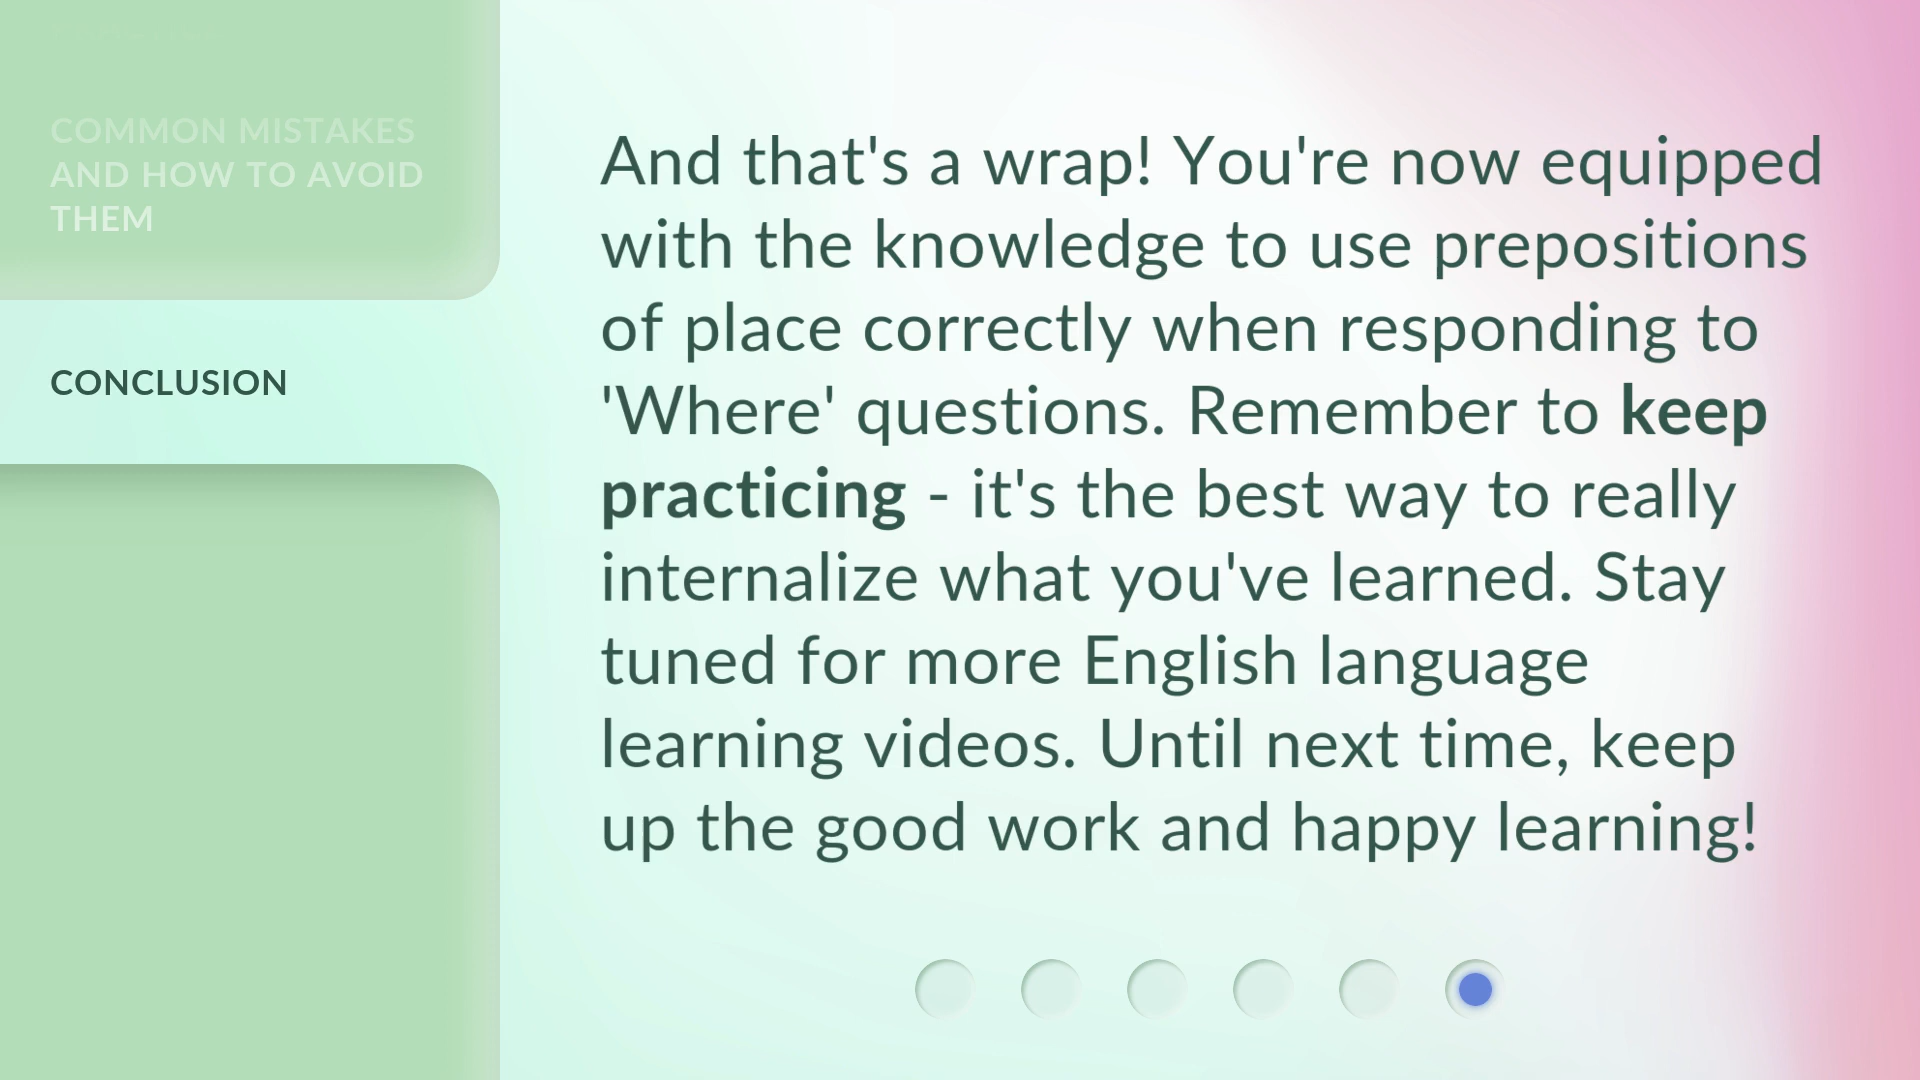 COMMON MISTAKES
AND HOW TO AVOID
THEM
CONCLUSION
And that's a wrap! You're now equipped
with the knowledge to use prepositions
of place correctly when responding to
'Where' questions. Remember to keep
practicing - it's the best way to really
internalize what you've learned. Stay
tuned for more English language
learning videos. Until next time, keep
up the good work and happy learning!